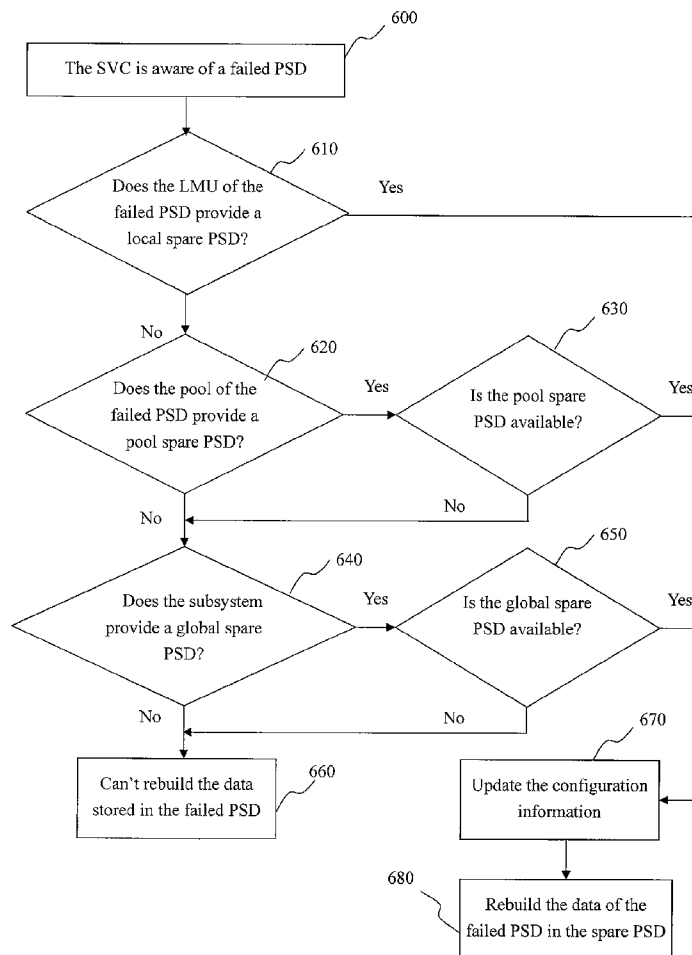 600
The SVC is aware of a failed PSD
610
Does the LMU of the
failed PSD provide a
local spare PSD?
Yes
No
620
630
Does the pool of the
failed PSD provide a
pool spare PSD?
Yes
Is the pool spare
PSD available?
Yes
No
No
640
650
Does the subsystem
provide a global spare
PSD?
Yes
Is the global spare
PSD available?
Yes
No
No
660
670
Can't rebuild the data
stored in the failed PSD
Update the configuration
information
680
Rebuild the data of the
failed PSD in the spare PSD